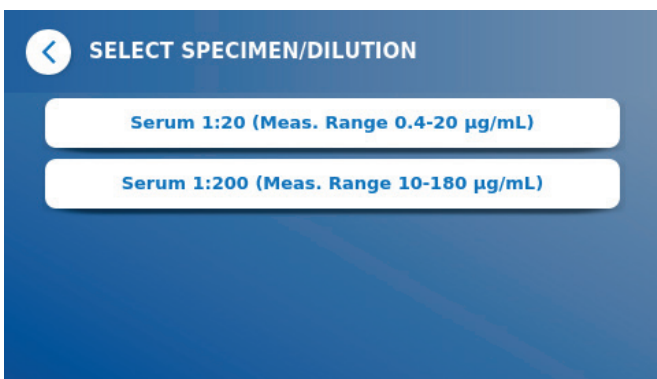 SELECT SPECIMEN/DILUTION
Serum 1:20 (Meas. Range 0.4-20 µg/mL)
Serum 1:200 (Meas. Range 10-180 µg/mL)